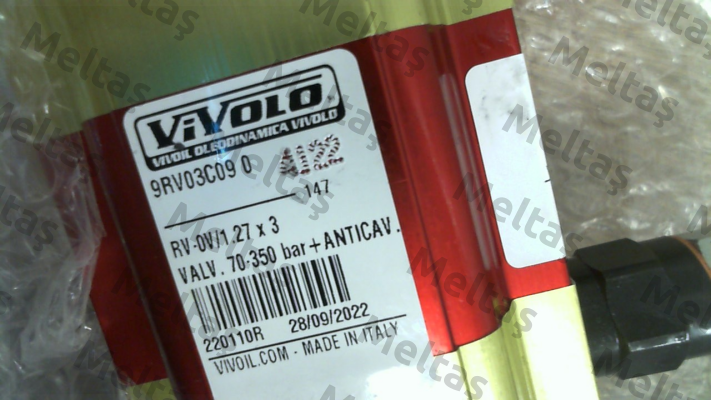 ViVOLO
VIVOIL OLEODINAMICA VIVOLO
9RV03C09 0 A122
147
RV-0V/1.27 x 3
VALV. 70-350 bar + ANTICAV.
220110R 28/09/2022
VIVOIL.COM - MADE IN ITALY
Meltaş